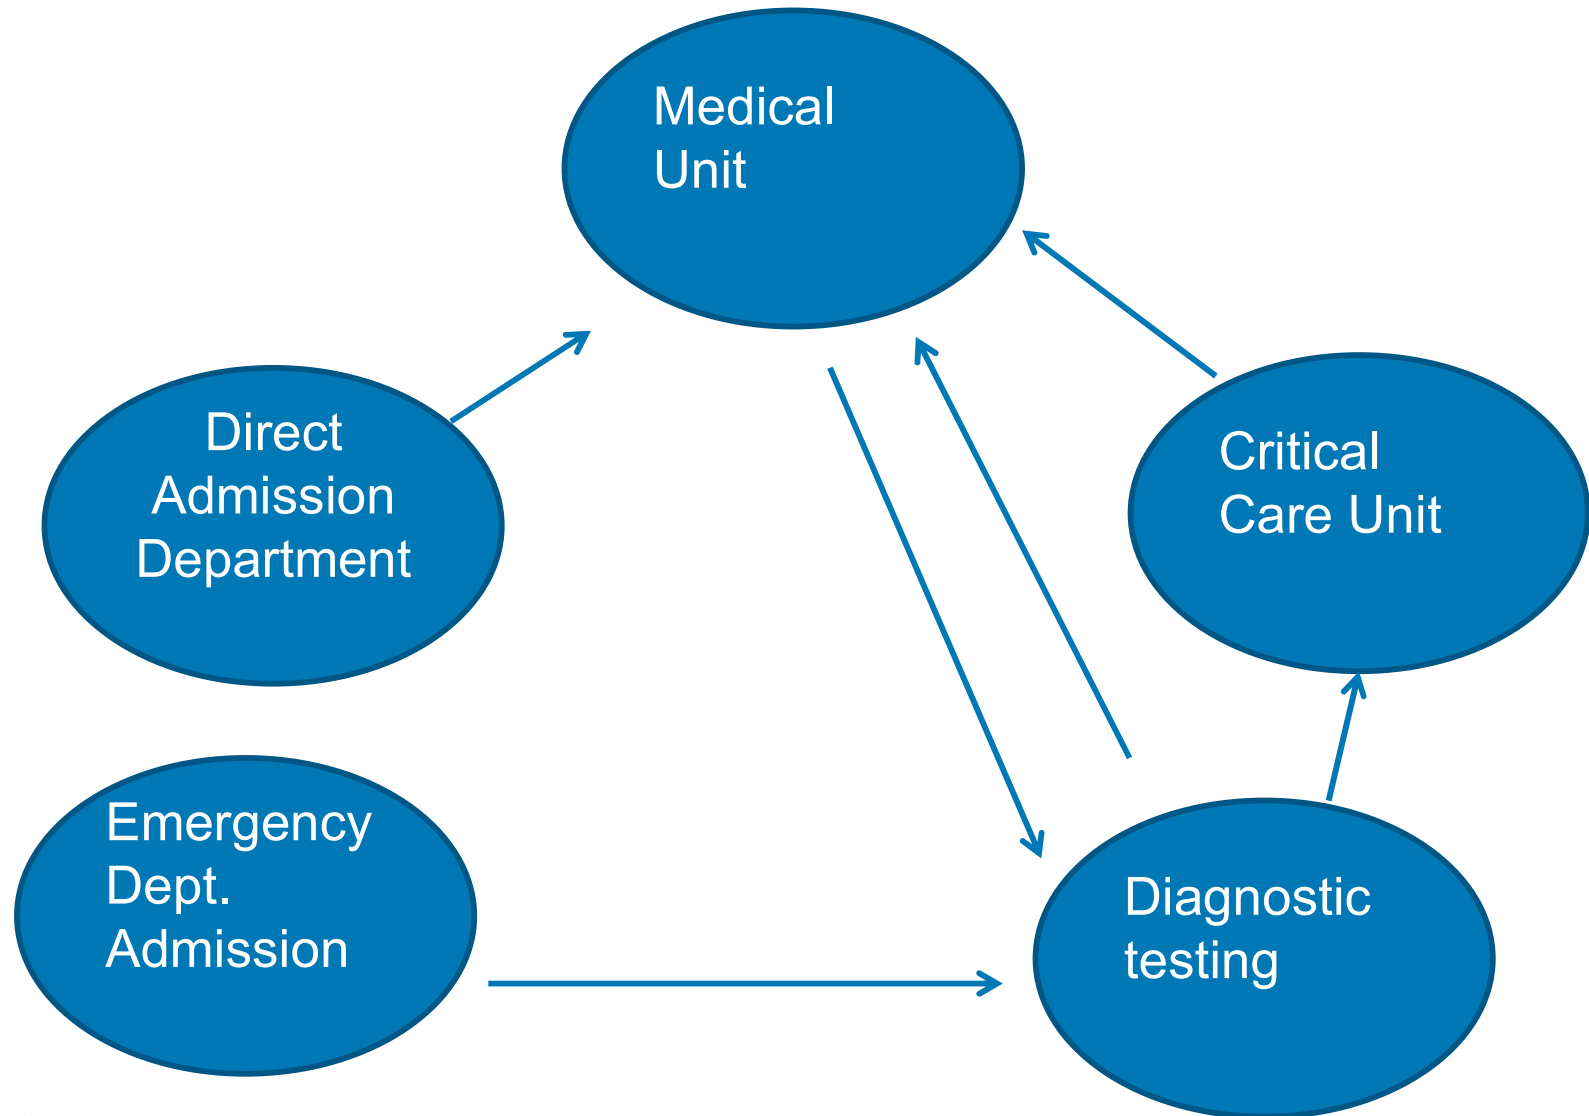 Medical
Unit
Direct
Admission
Department
Critical
Care Unit
Emergency
Dept.
Admission
Diagnostic
testing